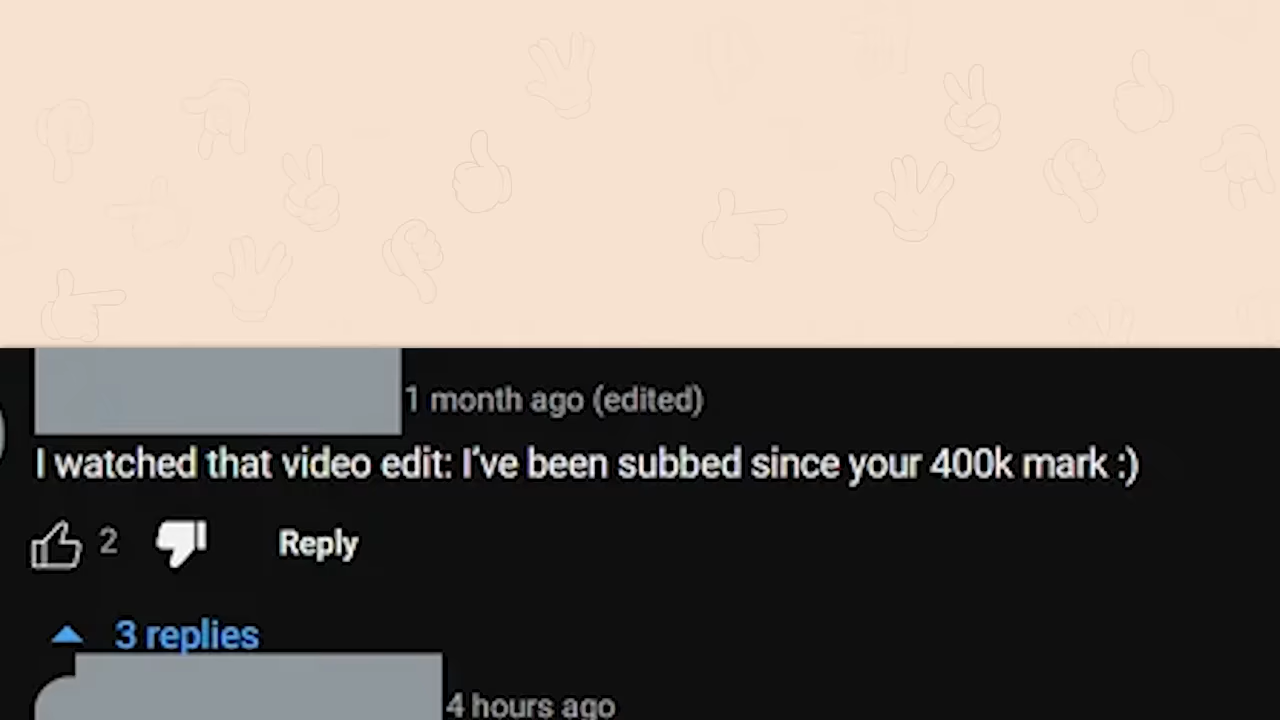 1 month ago (edited)
I watched that video edit: I've been subbed since your 400k mark :)
2 Reply
3 replies
4 hours ago